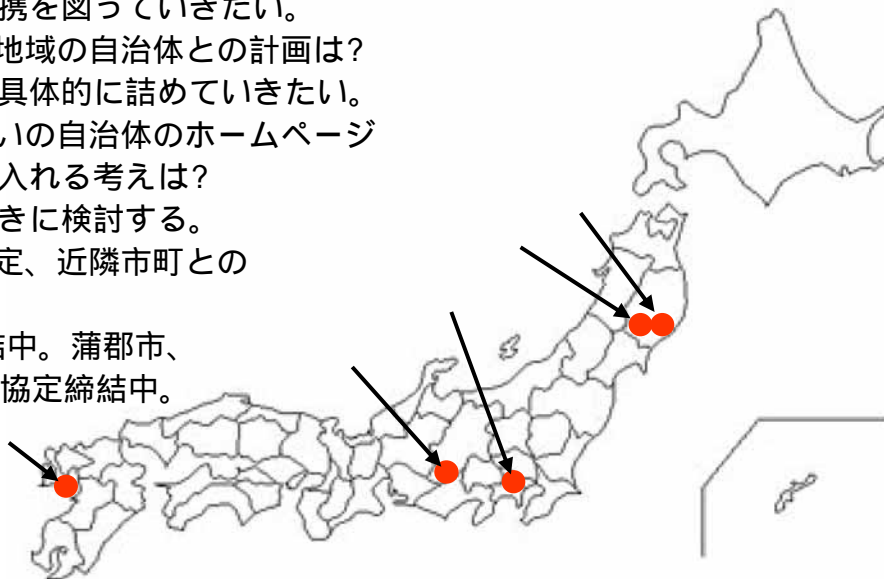 携を図っていきたい。
地域の自治体との計画は?
具体的に詰めていきたい。
いの自治体のホームページ
入れる考えは?
きに検討する。
定、近隣市町との
結中。蒲郡市、
協定締結中。